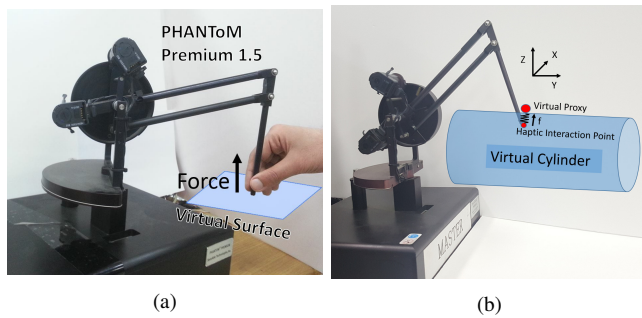 PHANToM
Premium 1.5
Force
Virtual Surface
(a)
Z
X
Y
Virtual Proxy
f
Haptic Interaction Point
Virtual Cylinder
MASTER
(b)